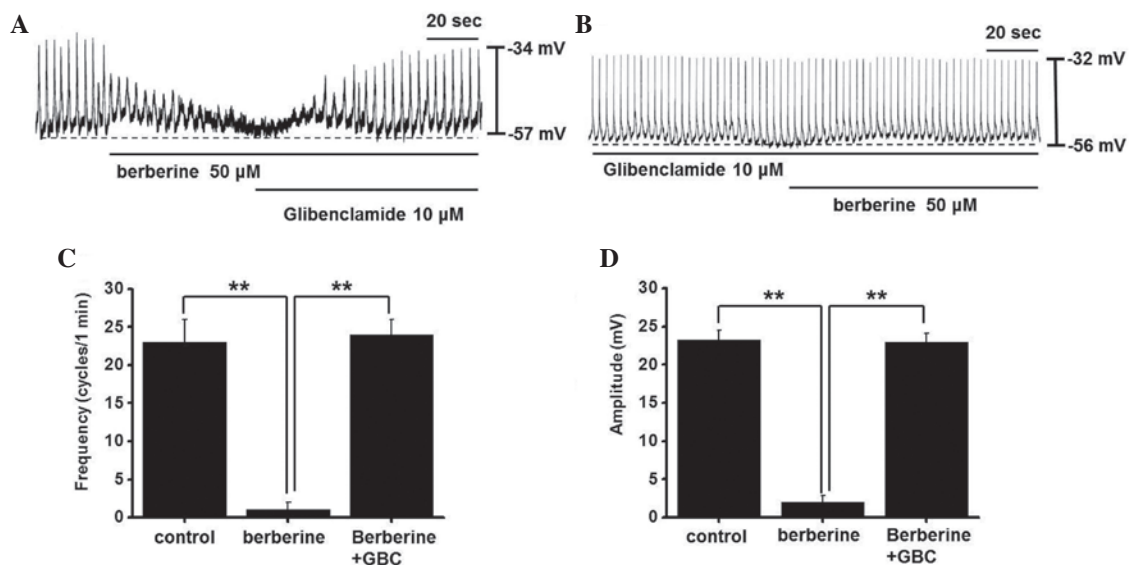 A
20 sec
-34 mV
-57 mV
berberine 50 µM
Glibenclamide 10 µM
B
20 sec
-32 mV
-56 mV
Glibenclamide 10 µM
berberine 50 µM
C
Frequency (cycles/1 min)
30
25
20
15
10
5
0
**
**
control
berberine
Berberine
+GBC
D
Amplitude (mV)
30
25
20
15
10
5
0
**
**
control
berberine
Berberine
+GBC